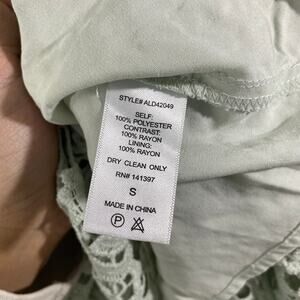 STYLE# ALD42049
SELF:
100% POLYESTER
CONTRAST:
100% RAYON
LINING:
100% RAYON
DRY CLEAN ONLY
RN# 141397
S
MADE IN CHINA
P